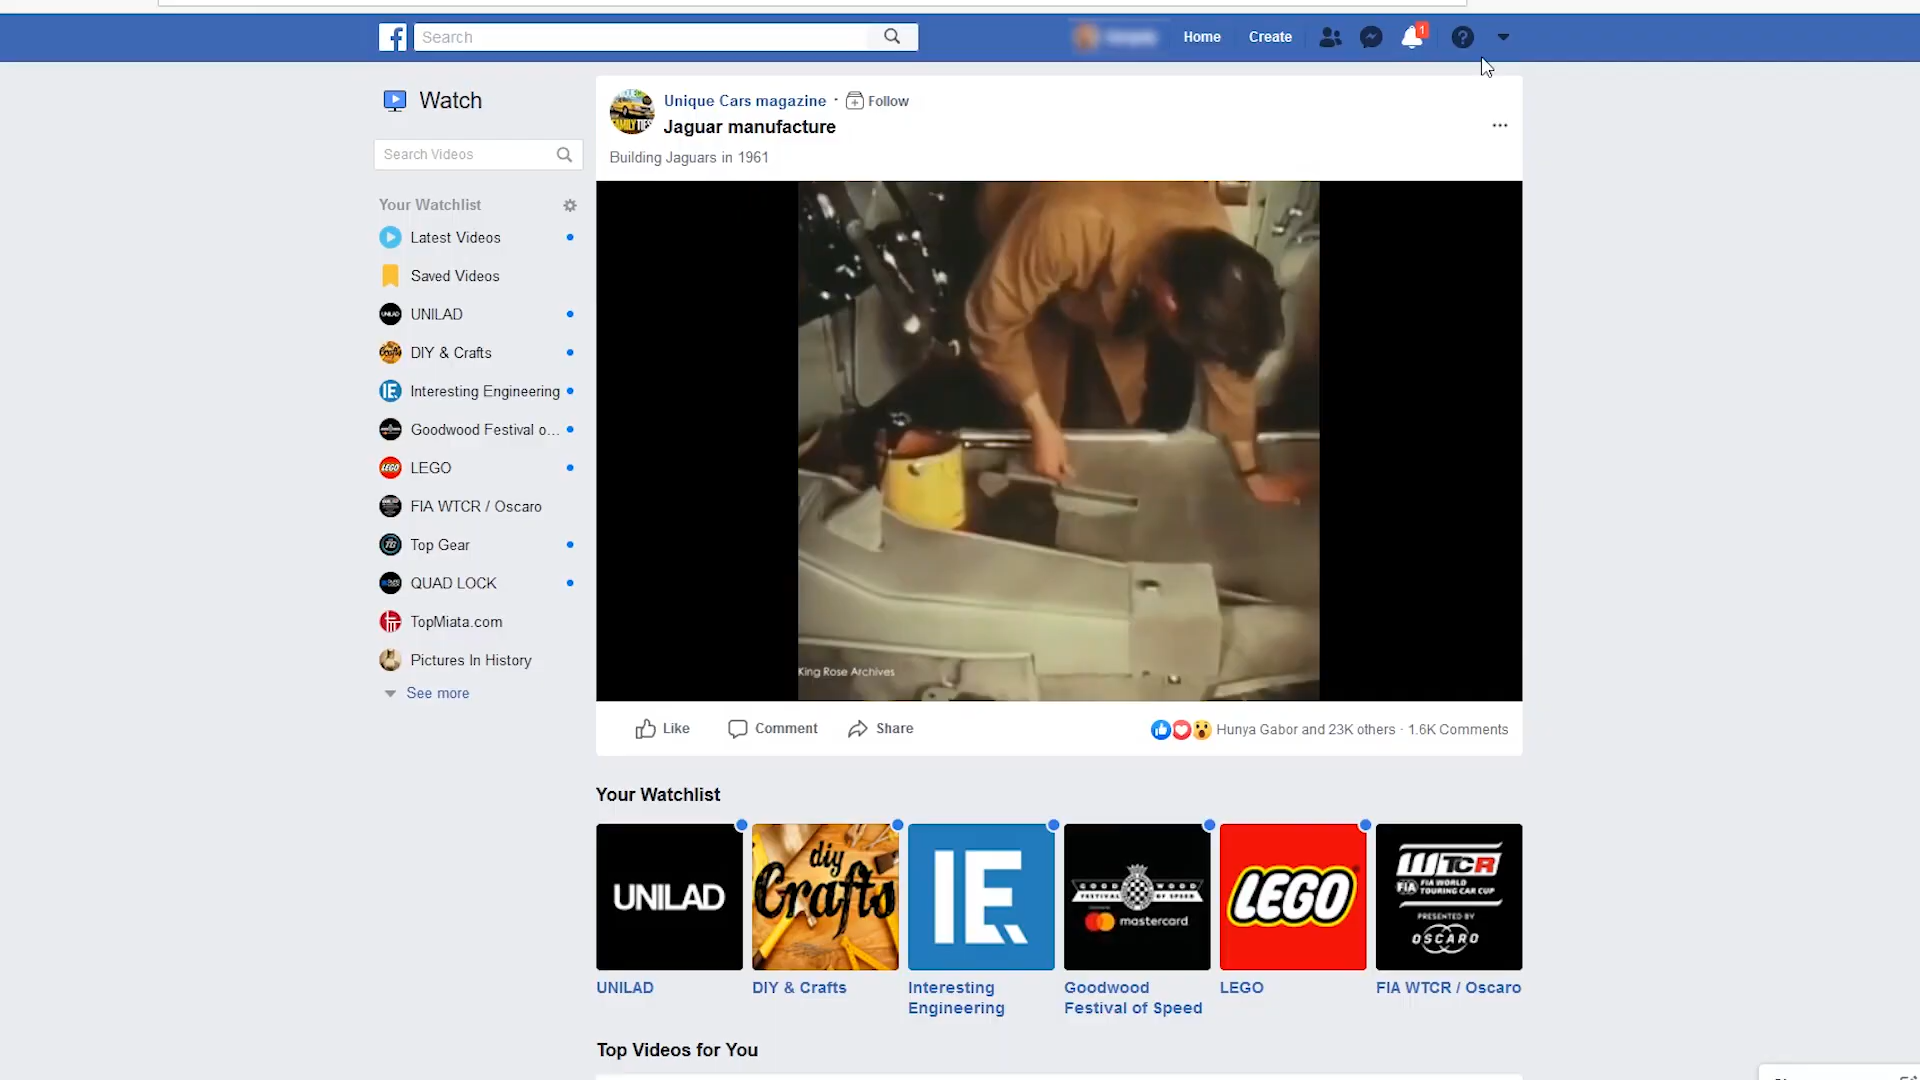 Search
Home
Create
1
Watch
Search Videos
Your Watchlist
Latest Videos
Saved Videos
UNILAD
DIY & Crafts
Interesting Engineering
Goodwood Festival o...
LEGO
FIA WTCR / Oscaro
Top Gear
QUAD LOCK
TopMiata.com
Pictures In History
See more
Unique Cars magazine · Follow
Jaguar manufacture
Building Jaguars in 1961
King Rose Archives
Like
Comment
Share
Hunya Gabor and 23K others · 1.6K Comments
Your Watchlist
UNILAD
diy
Crafts
IE
GOODWOOD
FESTIVAL OF SPEED
mastercard
LEGO
WTCR
FIA WORLD
TOURING CAR CUP
PRESENTED BY
OSCARO
UNILAD
DIY & Crafts
Interesting
Engineering
Goodwood
Festival of Speed
LEGO
FIA WTCR / Oscaro
Top Videos for You